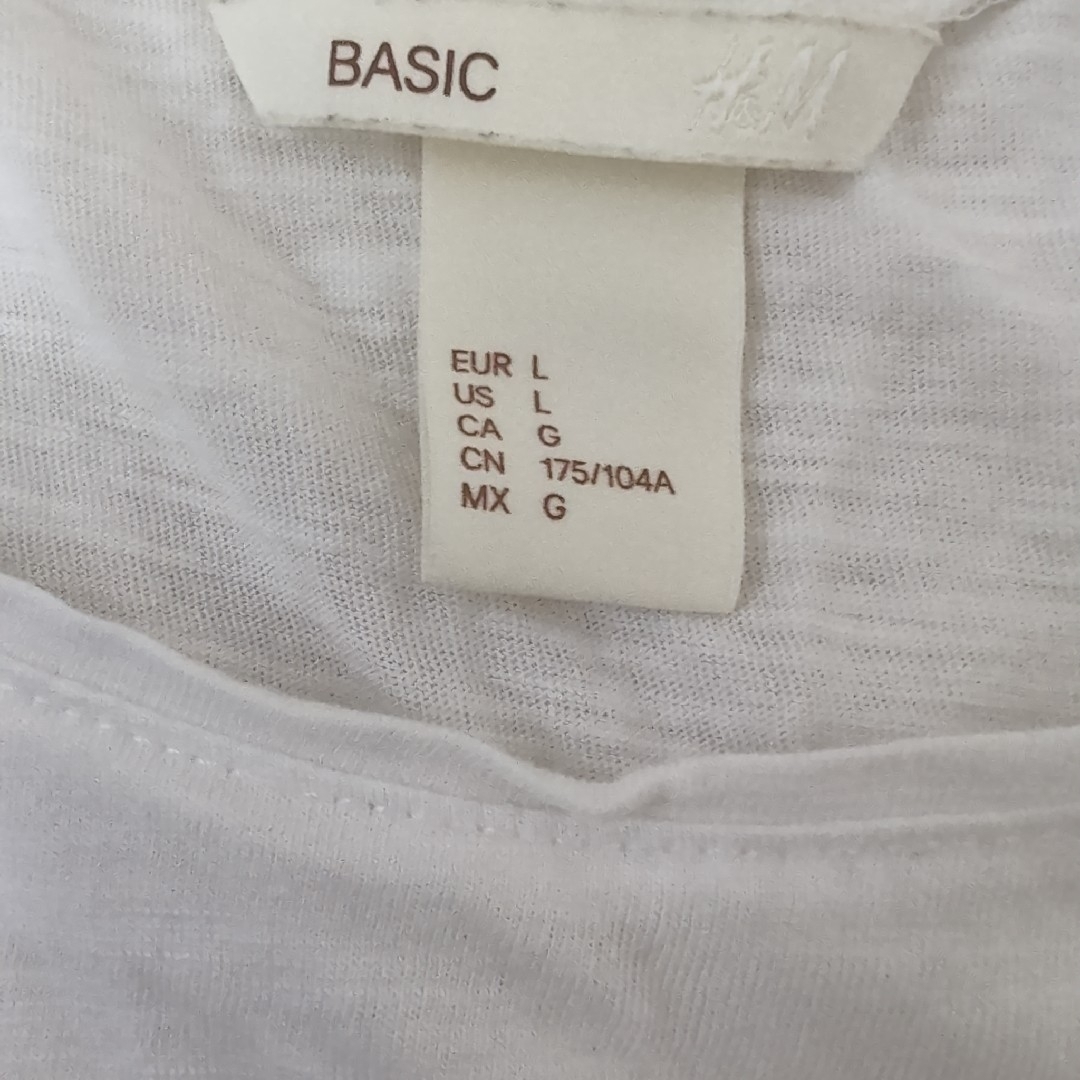 BASIC H&M
EUR L
US L
CA G
CN 175/104A
MX G